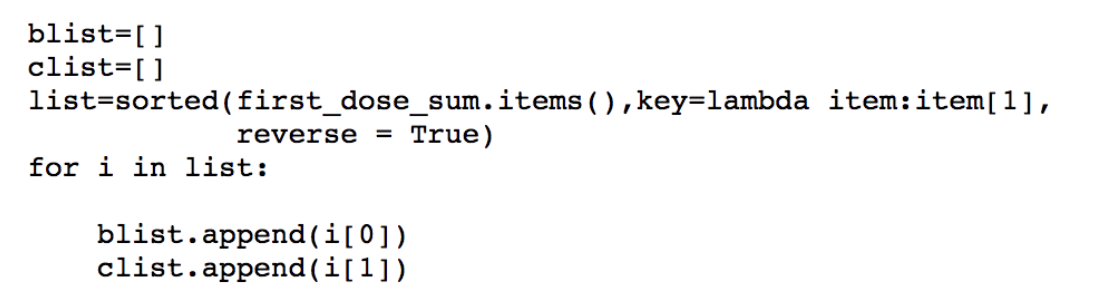 blist=[]
clist=[]
list=sorted(first_dose_sum.items(),key=lambda item:item[1],
            reverse = True)
for i in list:

    blist.append(i[0])
    clist.append(i[1])